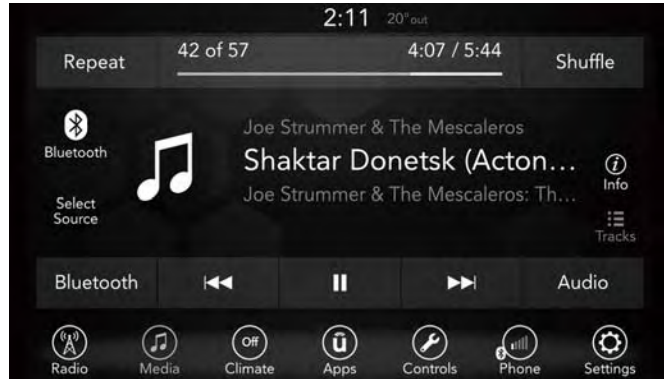 2:11 20°out
Repeat
42 of 57 4:07 / 5:44
Shuffle
Bluetooth
Select
Source
Joe Strummer & The Mescaleros
Shaktar Donetsk (Acton...
Joe Strummer & The Mescaleros: Th...
i
Info
Tracks
Bluetooth
Audio
Radio
Media
Off
Climate
ū
Apps
Controls
Phone
Settings